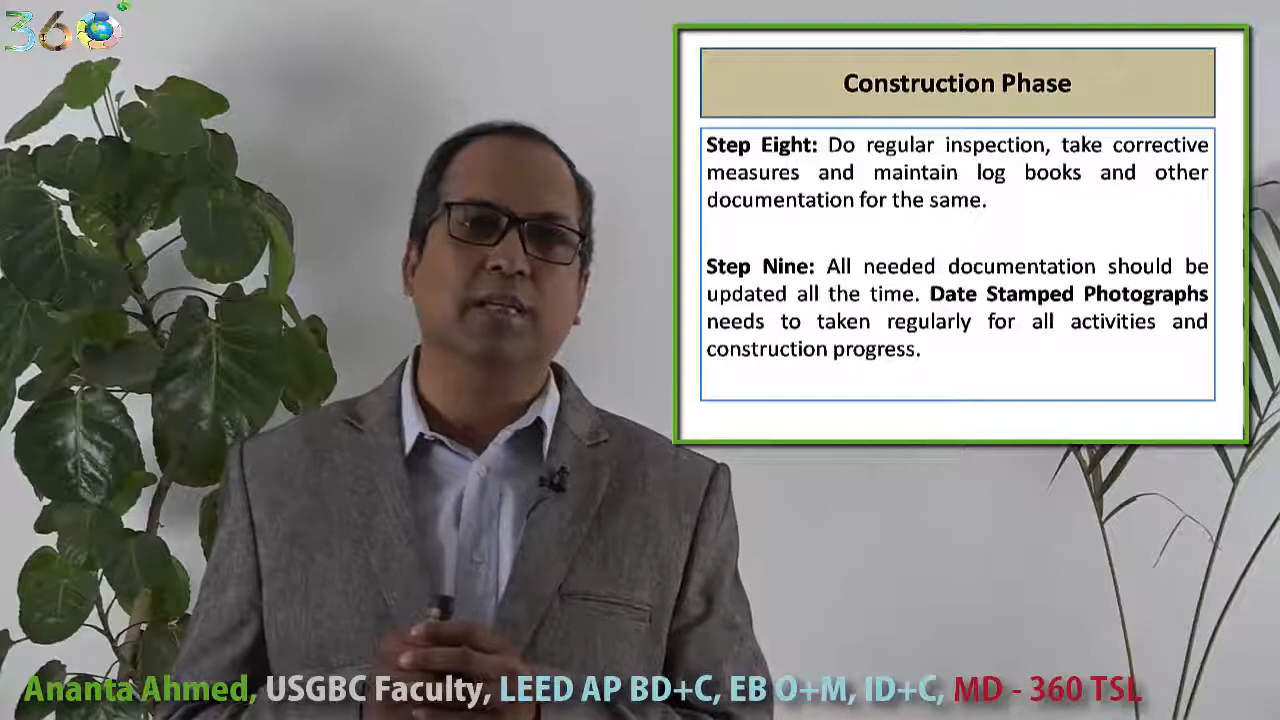 360
Construction Phase
Step Eight: Do regular inspection, take corrective
measures and maintain log books and other
documentation for the same.
Step Nine: All needed documentation should be
updated all the time. Date Stamped Photographs
needs to taken regularly for all activities and
construction progress.
Ananta Ahmed, USGBC Faculty, LEED AP BD+C, EB O+M, ID+C, MD - 360 TSL